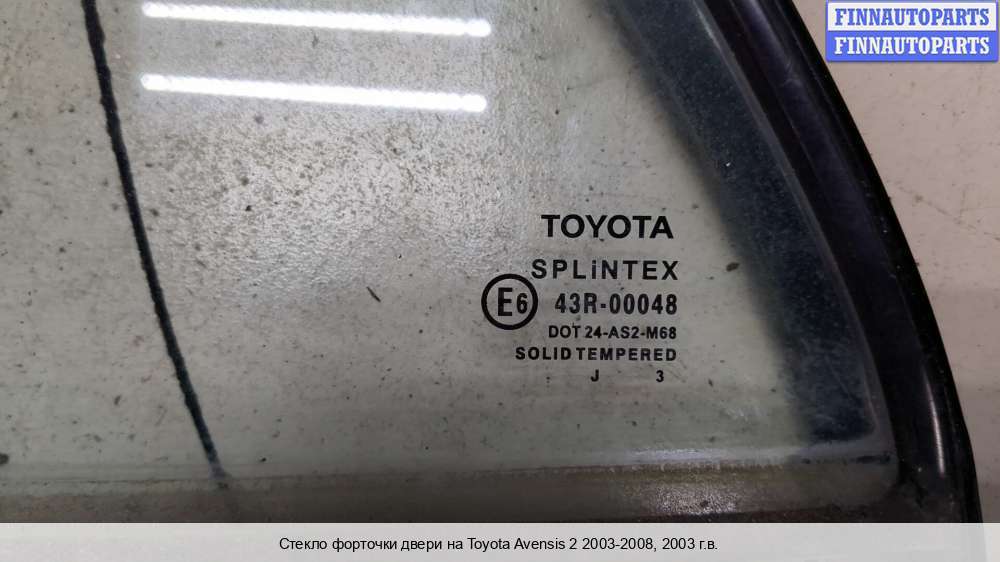 FINNAUTOPARTS
FINNAUTOPARTS
TOYOTA
SPLiNTEX
E6 43R-00048
DOT 24-AS2-M68
SOLID TEMPERED
J 3
Стекло форточки двери на Toyota Avensis 2 2003-2008, 2003 г.в.